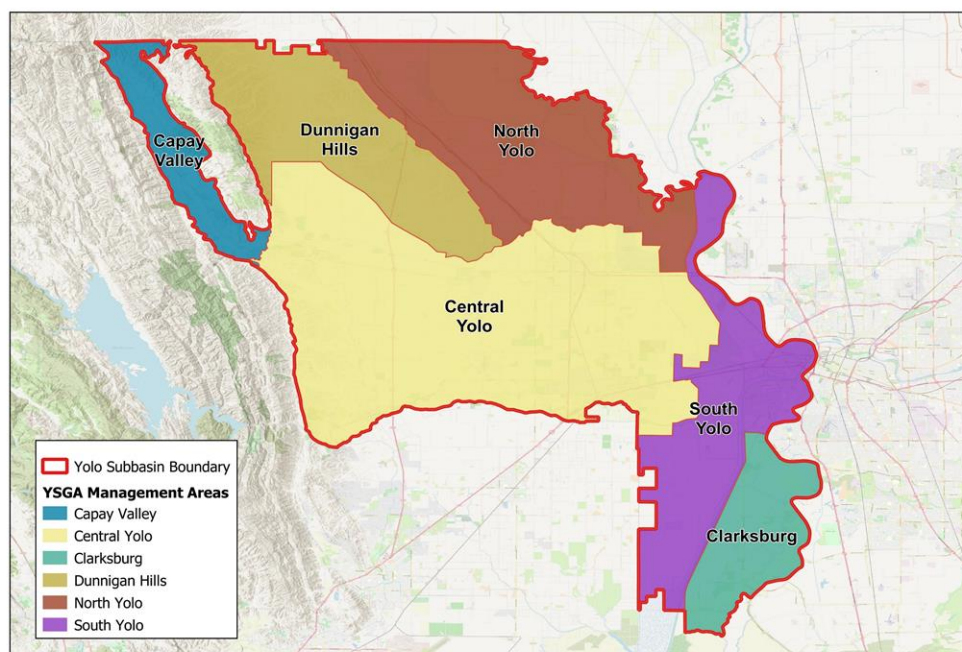 Capay
Valley
Dunnigan
Hills
North
Yolo
Central
Yolo
South
Yolo
Clarksburg
Yolo Subbasin Boundary
YSGA Management Areas
Capay Valley
Central Yolo
Clarksburg
Dunnigan Hills
North Yolo
South Yolo